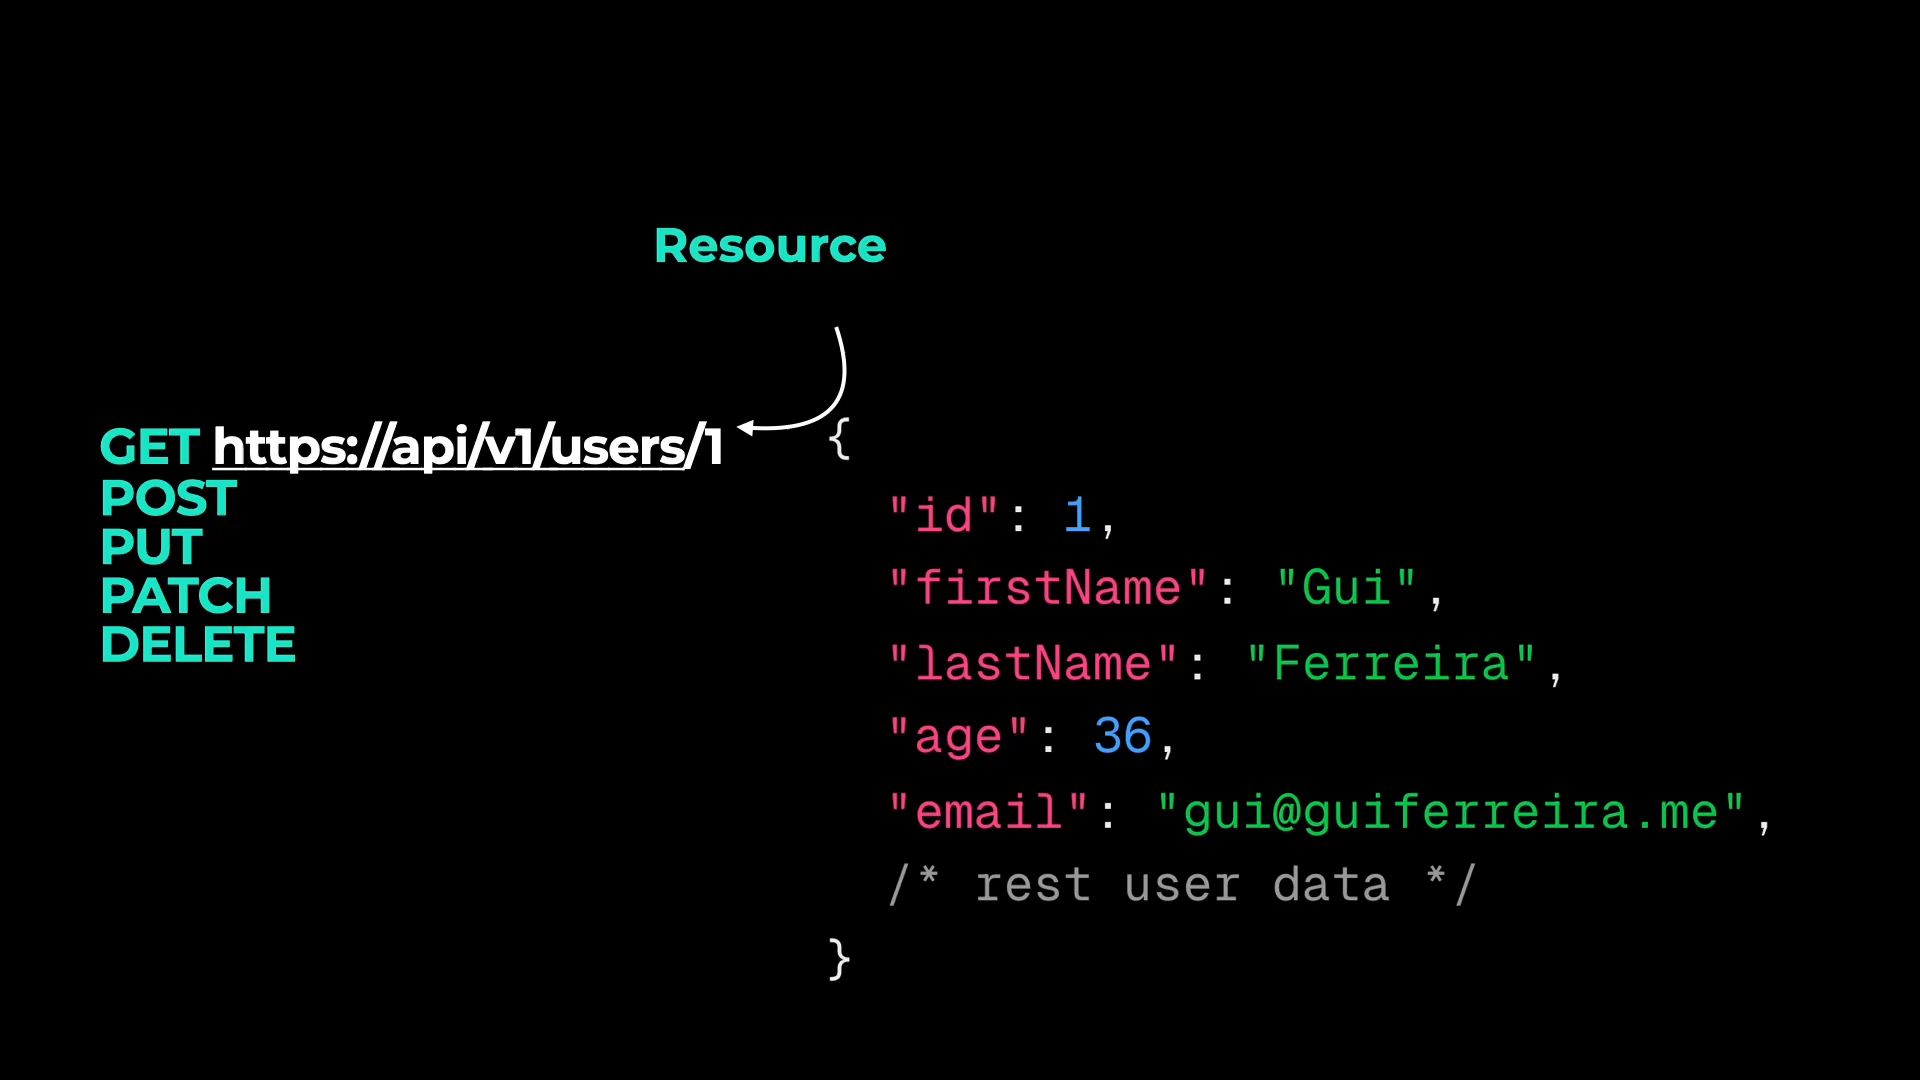 Resource
GET https://api/v1/users/1
POST
PUT
PATCH
DELETE
{
"id": 1,
"firstName": "Gui",
"lastName": "Ferreira",
"age": 36,
"email": "gui@guiferreira.me",
/* rest user data */
}